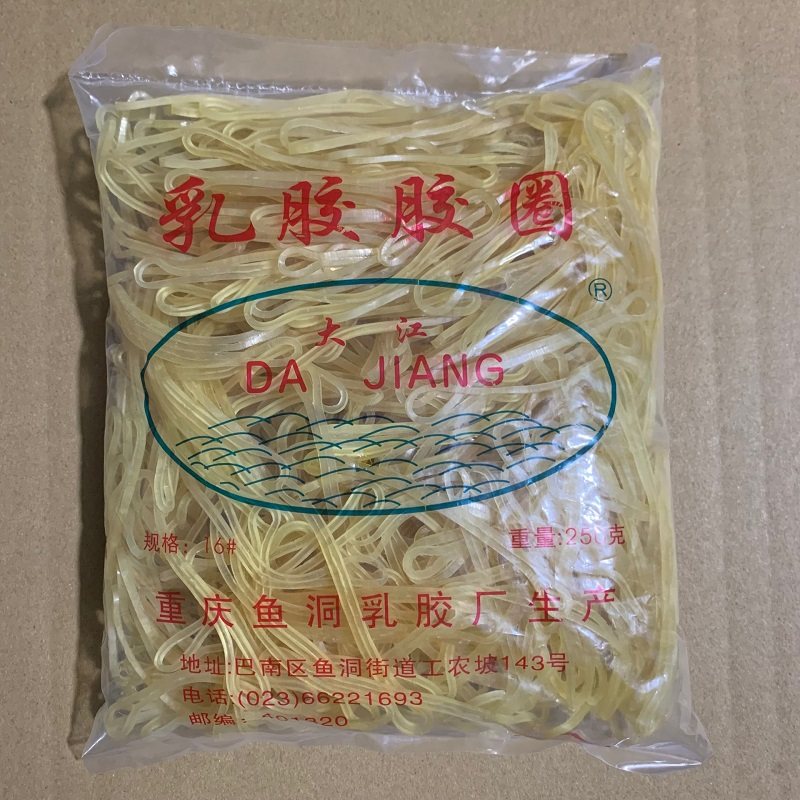 乳胶胶圈
®
大江
DA JIANG
规格：16#
重量:250克
重庆鱼洞乳胶厂生产
地址:巴南区鱼洞街道工农坡143号
电话:(023)66221693
邮编：401320